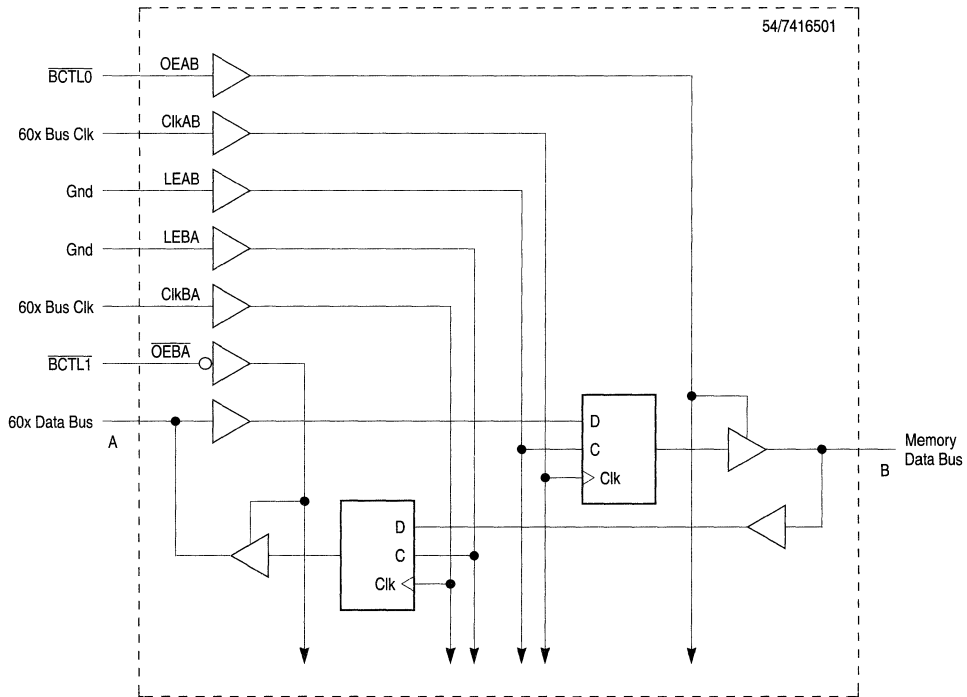 54/7416501
BCTL0
OEAB
60x Bus Clk
ClkAB
Gnd
LEAB
Gnd
LEBA
60x Bus Clk
ClkBA
BCTL1
OEBA
60x Data Bus
A
D
C
Clk
B
Memory
Data Bus
D
C
Clk